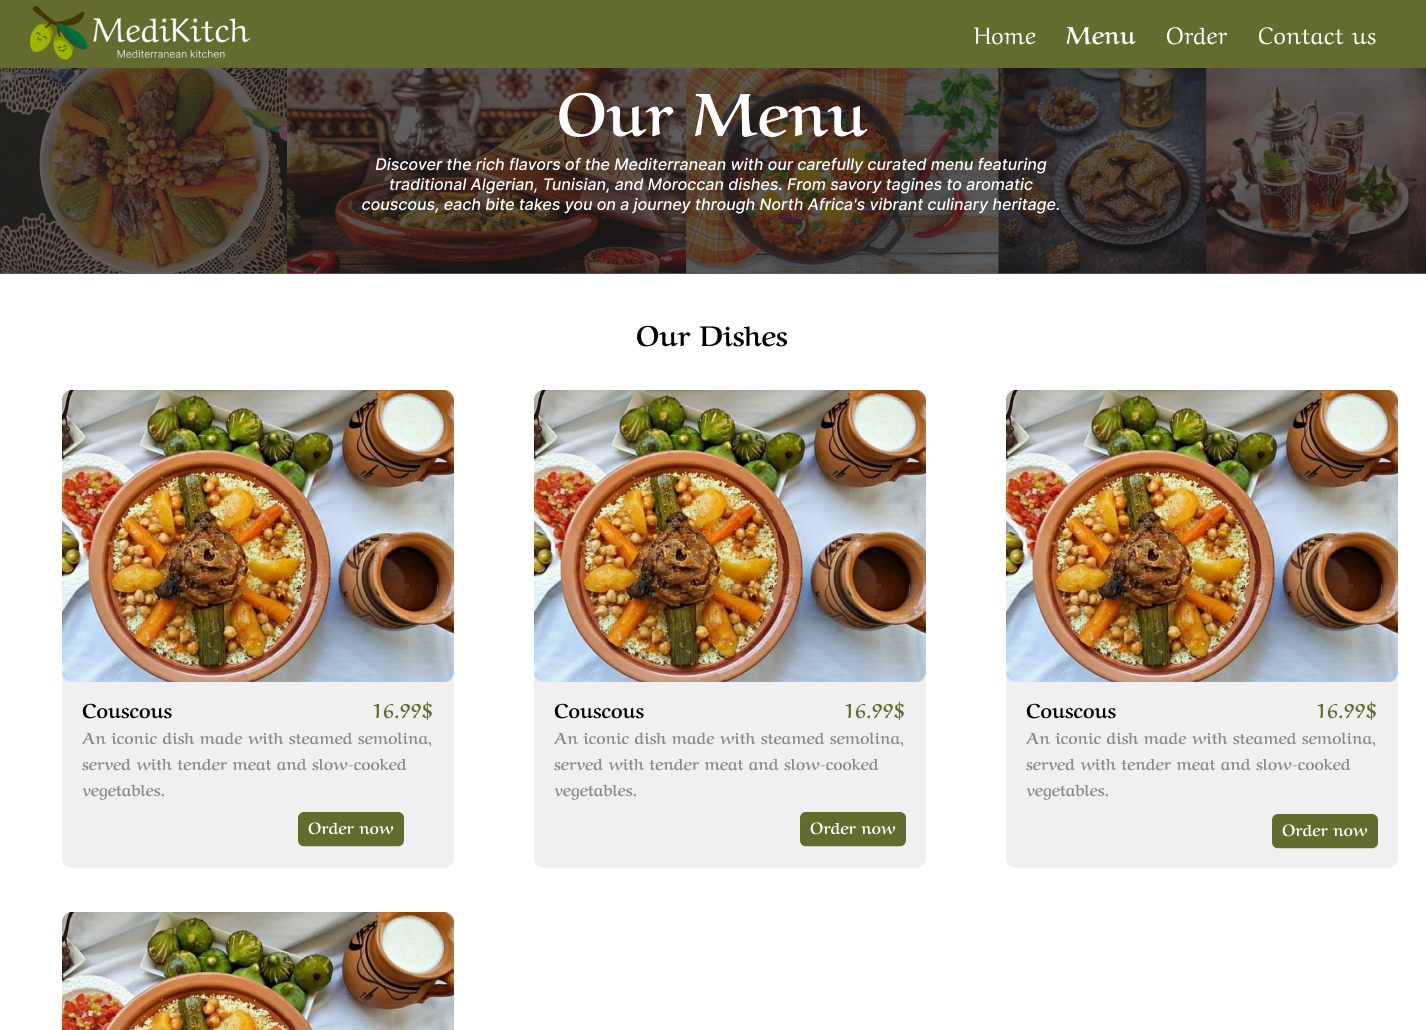 MediKitch
Mediterranean kitchen
Home Menu Order Contact us
Our Menu
Discover the rich flavors of the Mediterranean with our carefully curated menu featuring
traditional Algerian, Tunisian, and Moroccan dishes. From savory tagines to aromatic
couscous, each bite takes you on a journey through North Africa's vibrant culinary heritage.
Our Dishes
Couscous 16.99$
An iconic dish made with steamed semolina,
served with tender meat and slow-cooked
vegetables.
Order now
Couscous 16.99$
An iconic dish made with steamed semolina,
served with tender meat and slow-cooked
vegetables.
Order now
Couscous 16.99$
An iconic dish made with steamed semolina,
served with tender meat and slow-cooked
vegetables.
Order now